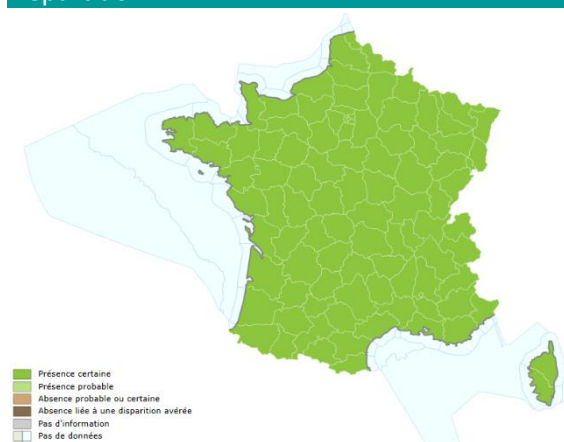 Présence certaine
Présence probable
Absence probable ou certaine
Absence liée à une disparition avérée
Pas d'information
Pas de données